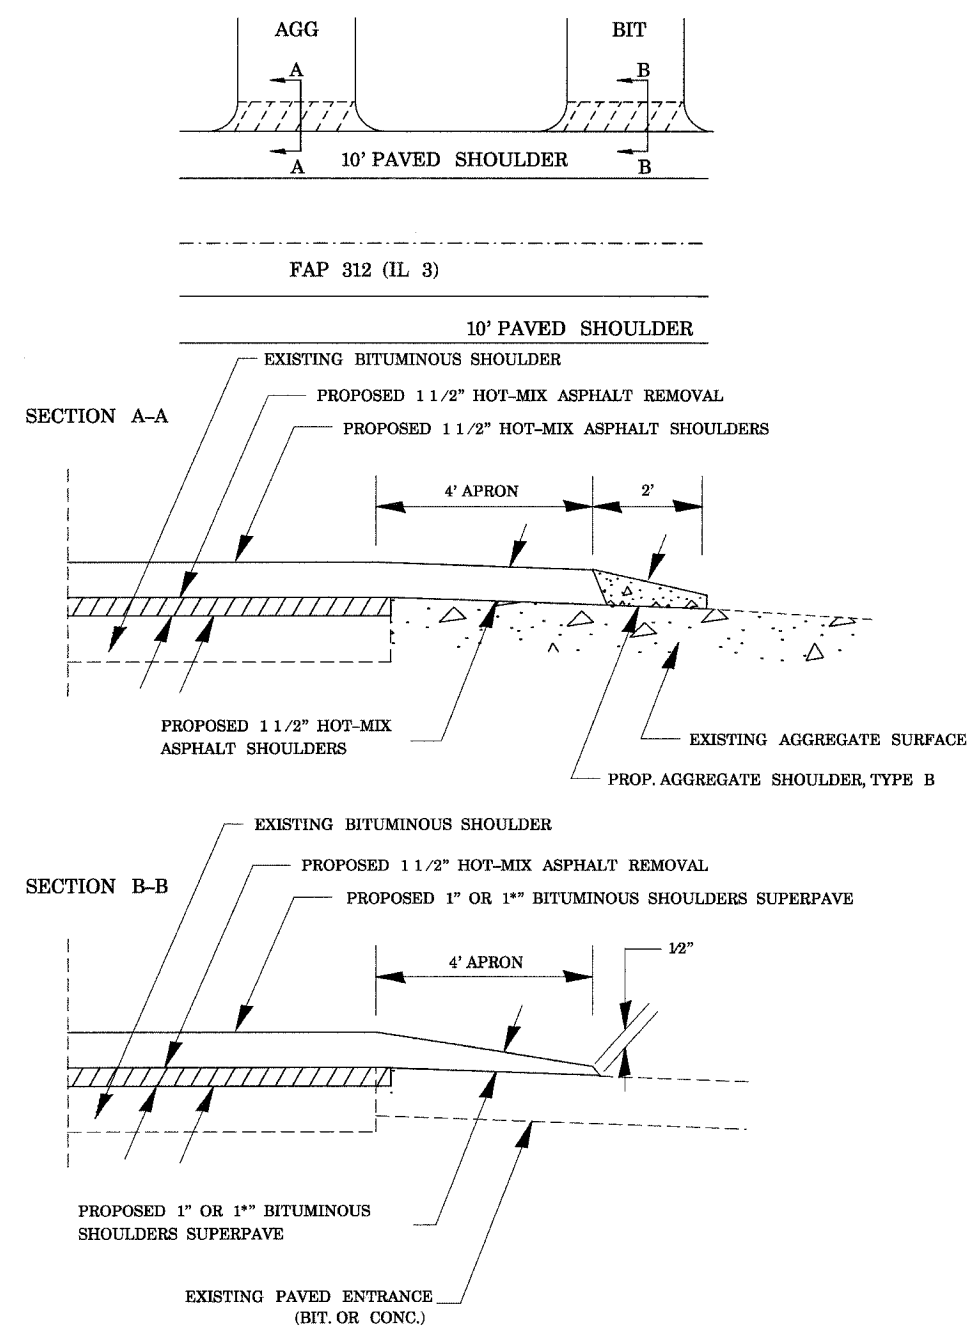 AGG
BIT
A
B
A
10' PAVED SHOULDER
B
FAP 312 (IL 3)
10' PAVED SHOULDER
EXISTING BITUMINOUS SHOULDER
PROPOSED 1 1/2" HOT-MIX ASPHALT REMOVAL
SECTION A-A
PROPOSED 1 1/2" HOT-MIX ASPHALT SHOULDERS
4' APRON
2'
PROPOSED 1 1/2" HOT-MIX
ASPHALT SHOULDERS
EXISTING AGGREGATE SURFACE
PROP. AGGREGATE SHOULDER, TYPE B
EXISTING BITUMINOUS SHOULDER
PROPOSED 1 1/2" HOT-MIX ASPHALT REMOVAL
SECTION B-B
PROPOSED 1" OR 1*" BITUMINOUS SHOULDERS SUPERPAVE
1/2"
4' APRON
PROPOSED 1" OR 1*" BITUMINOUS
SHOULDERS SUPERPAVE
EXISTING PAVED ENTRANCE
(BIT. OR CONC.)